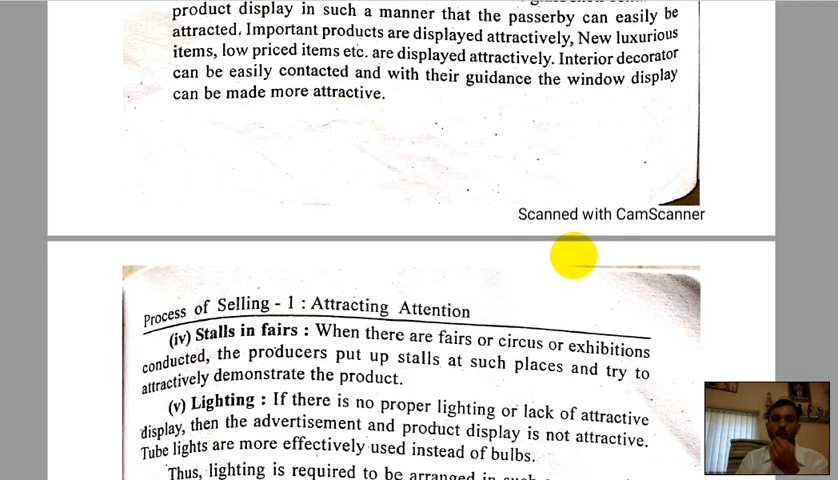 product display in such a manner that the passerby can easily be
attracted. Important products are displayed attractively, New luxurious
items, low priced items etc. are displayed attractively. Interior decorator
can be easily contacted and with their guidance the window display
can be made more attractive.
Scanned with CamScanner
Process of Selling - 1 : Attracting Attention
(iv) Stalls in fairs : When there are fairs or circus or exhibitions
conducted, the producers put up stalls at such places and try to
attractively demonstrate the product.
(v) Lighting : If there is no proper lighting or lack of attractive
display, then the advertisement and product display is not attractive.
Tube lights are more effectively used instead of bulbs.
Thus, lighting is required to be arranged in such